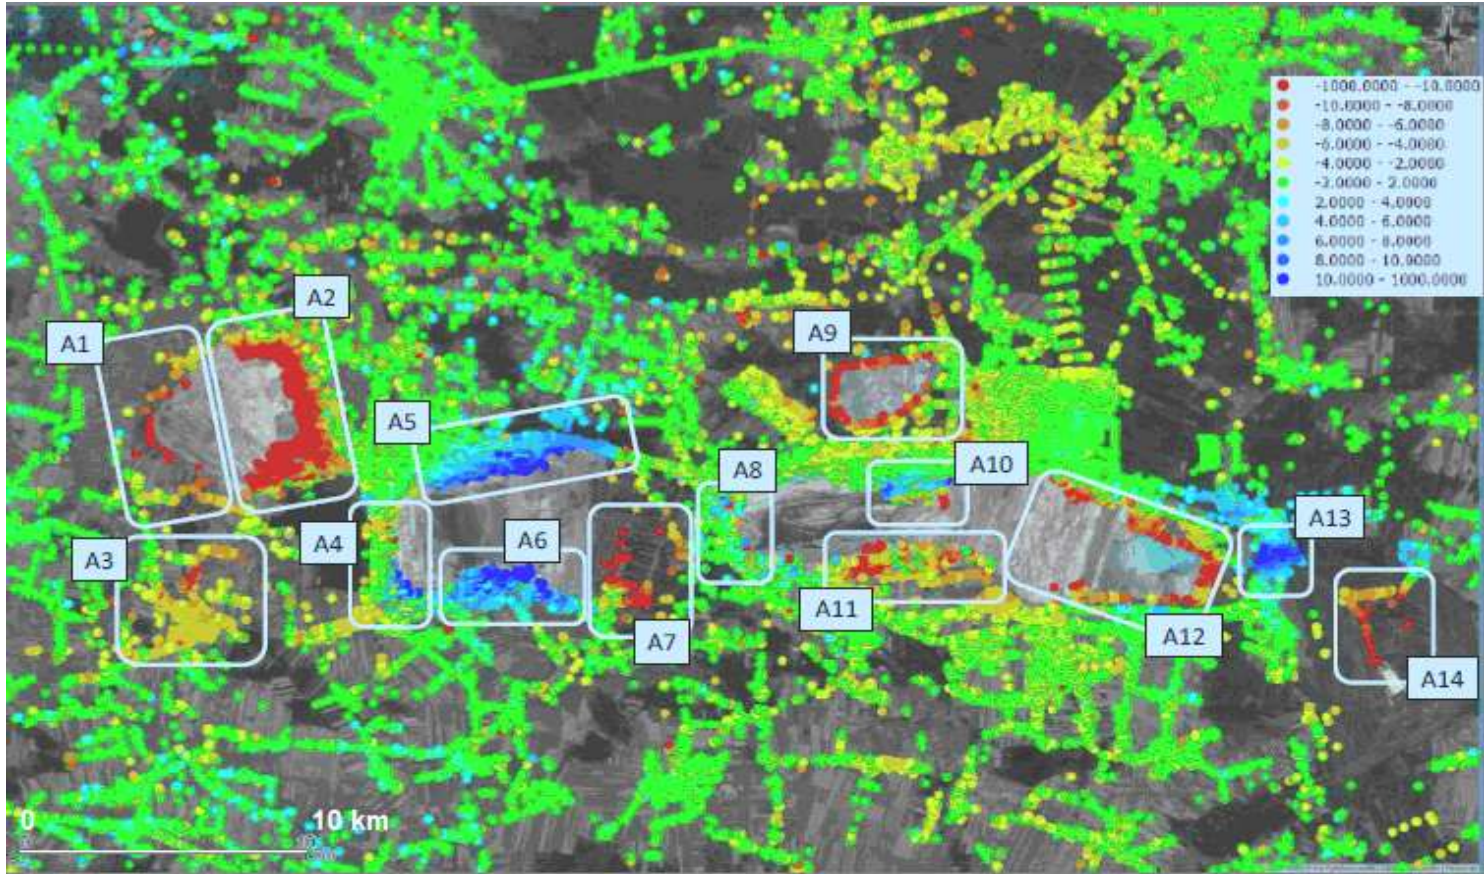 -1000.0000 - -10.0000
-10.0000 - -8.0000
-8.0000 - -6.0000
-6.0000 - -4.0000
-4.0000 - -2.0000
-2.0000 - 2.0000
2.0000 - 4.0000
4.0000 - 6.0000
6.0000 - 8.0000
8.0000 - 10.0000
10.0000 - 1000.0000
A2
A1
A9
A5
A8
A10
A13
A4
A6
A3
A11
A7
A12
A14
0 10 km